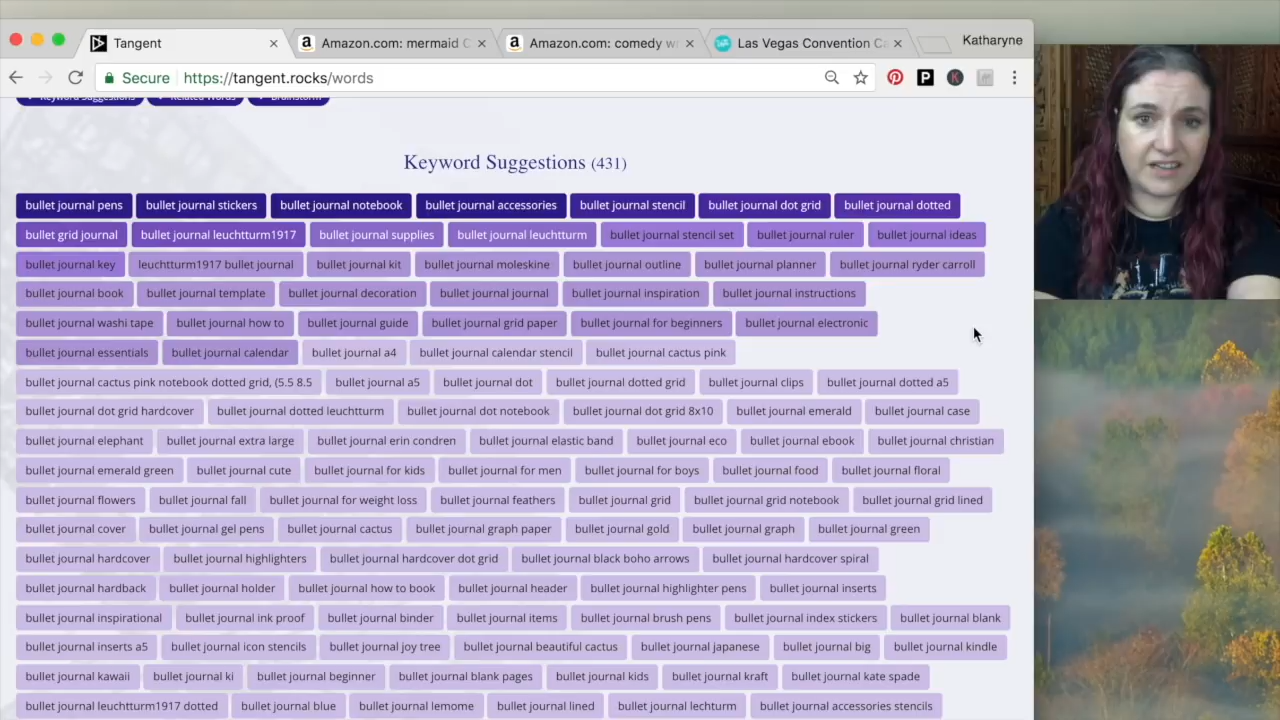 Tangent
Amazon.com: mermaid C
Amazon.com: comedy w
Las Vegas Convention C
Katharyne
Secure https://tangent.rocks/words
Keyword Suggestions Related Words Brainstorm
Keyword Suggestions (431)
bullet journal pens bullet journal stickers bullet journal notebook bullet journal accessories bullet journal stencil bullet journal dot grid bullet journal dotted
bullet grid journal bullet journal leuchtturm1917 bullet journal supplies bullet journal leuchtturm bullet journal stencil set bullet journal ruler bullet journal ideas
bullet journal key leuchtturm1917 bullet journal bullet journal kit bullet journal moleskine bullet journal outline bullet journal planner bullet journal ryder carroll
bullet journal book bullet journal template bullet journal decoration bullet journal journal bullet journal inspiration bullet journal instructions
bullet journal washi tape bullet journal how to bullet journal guide bullet journal grid paper bullet journal for beginners bullet journal electronic
bullet journal essentials bullet journal calendar bullet journal a4 bullet journal calendar stencil bullet journal cactus pink
bullet journal cactus pink notebook dotted grid, (5.5 8.5 bullet journal a5 bullet journal dot bullet journal dotted grid bullet journal clips bullet journal dotted a5
bullet journal dot grid hardcover bullet journal dotted leuchtturm bullet journal dot notebook bullet journal dot grid 8x10 bullet journal emerald bullet journal case
bullet journal elephant bullet journal extra large bullet journal erin condren bullet journal elastic band bullet journal eco bullet journal ebook bullet journal christian
bullet journal emerald green bullet journal cute bullet journal for kids bullet journal for men bullet journal for boys bullet journal food bullet journal floral
bullet journal flowers bullet journal fall bullet journal for weight loss bullet journal feathers bullet journal grid bullet journal grid notebook bullet journal grid lined
bullet journal cover bullet journal gel pens bullet journal cactus bullet journal graph paper bullet journal gold bullet journal graph bullet journal green
bullet journal hardcover bullet journal highlighters bullet journal hardcover dot grid bullet journal black boho arrows bullet journal hardcover spiral
bullet journal hardback bullet journal holder bullet journal how to book bullet journal header bullet journal highlighter pens bullet journal inserts
bullet journal inspirational bullet journal ink proof bullet journal binder bullet journal items bullet journal brush pens bullet journal index stickers bullet journal blank
bullet journal inserts a5 bullet journal icon stencils bullet journal joy tree bullet journal beautiful cactus bullet journal japanese bullet journal big bullet journal kindle
bullet journal kawaii bullet journal ki bullet journal beginner bullet journal blank pages bullet journal kids bullet journal kraft bullet journal kate spade
bullet journal leuchtturm1917 dotted bullet journal blue bullet journal lemome bullet journal lined bullet journal lechturm bullet journal accessories stencils